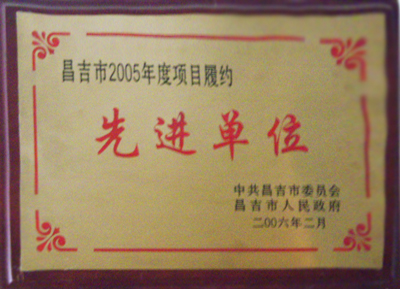 昌吉市2005年度项目履约
先进单位
中共昌吉市委员会
昌吉市人民政府
二00六年二月